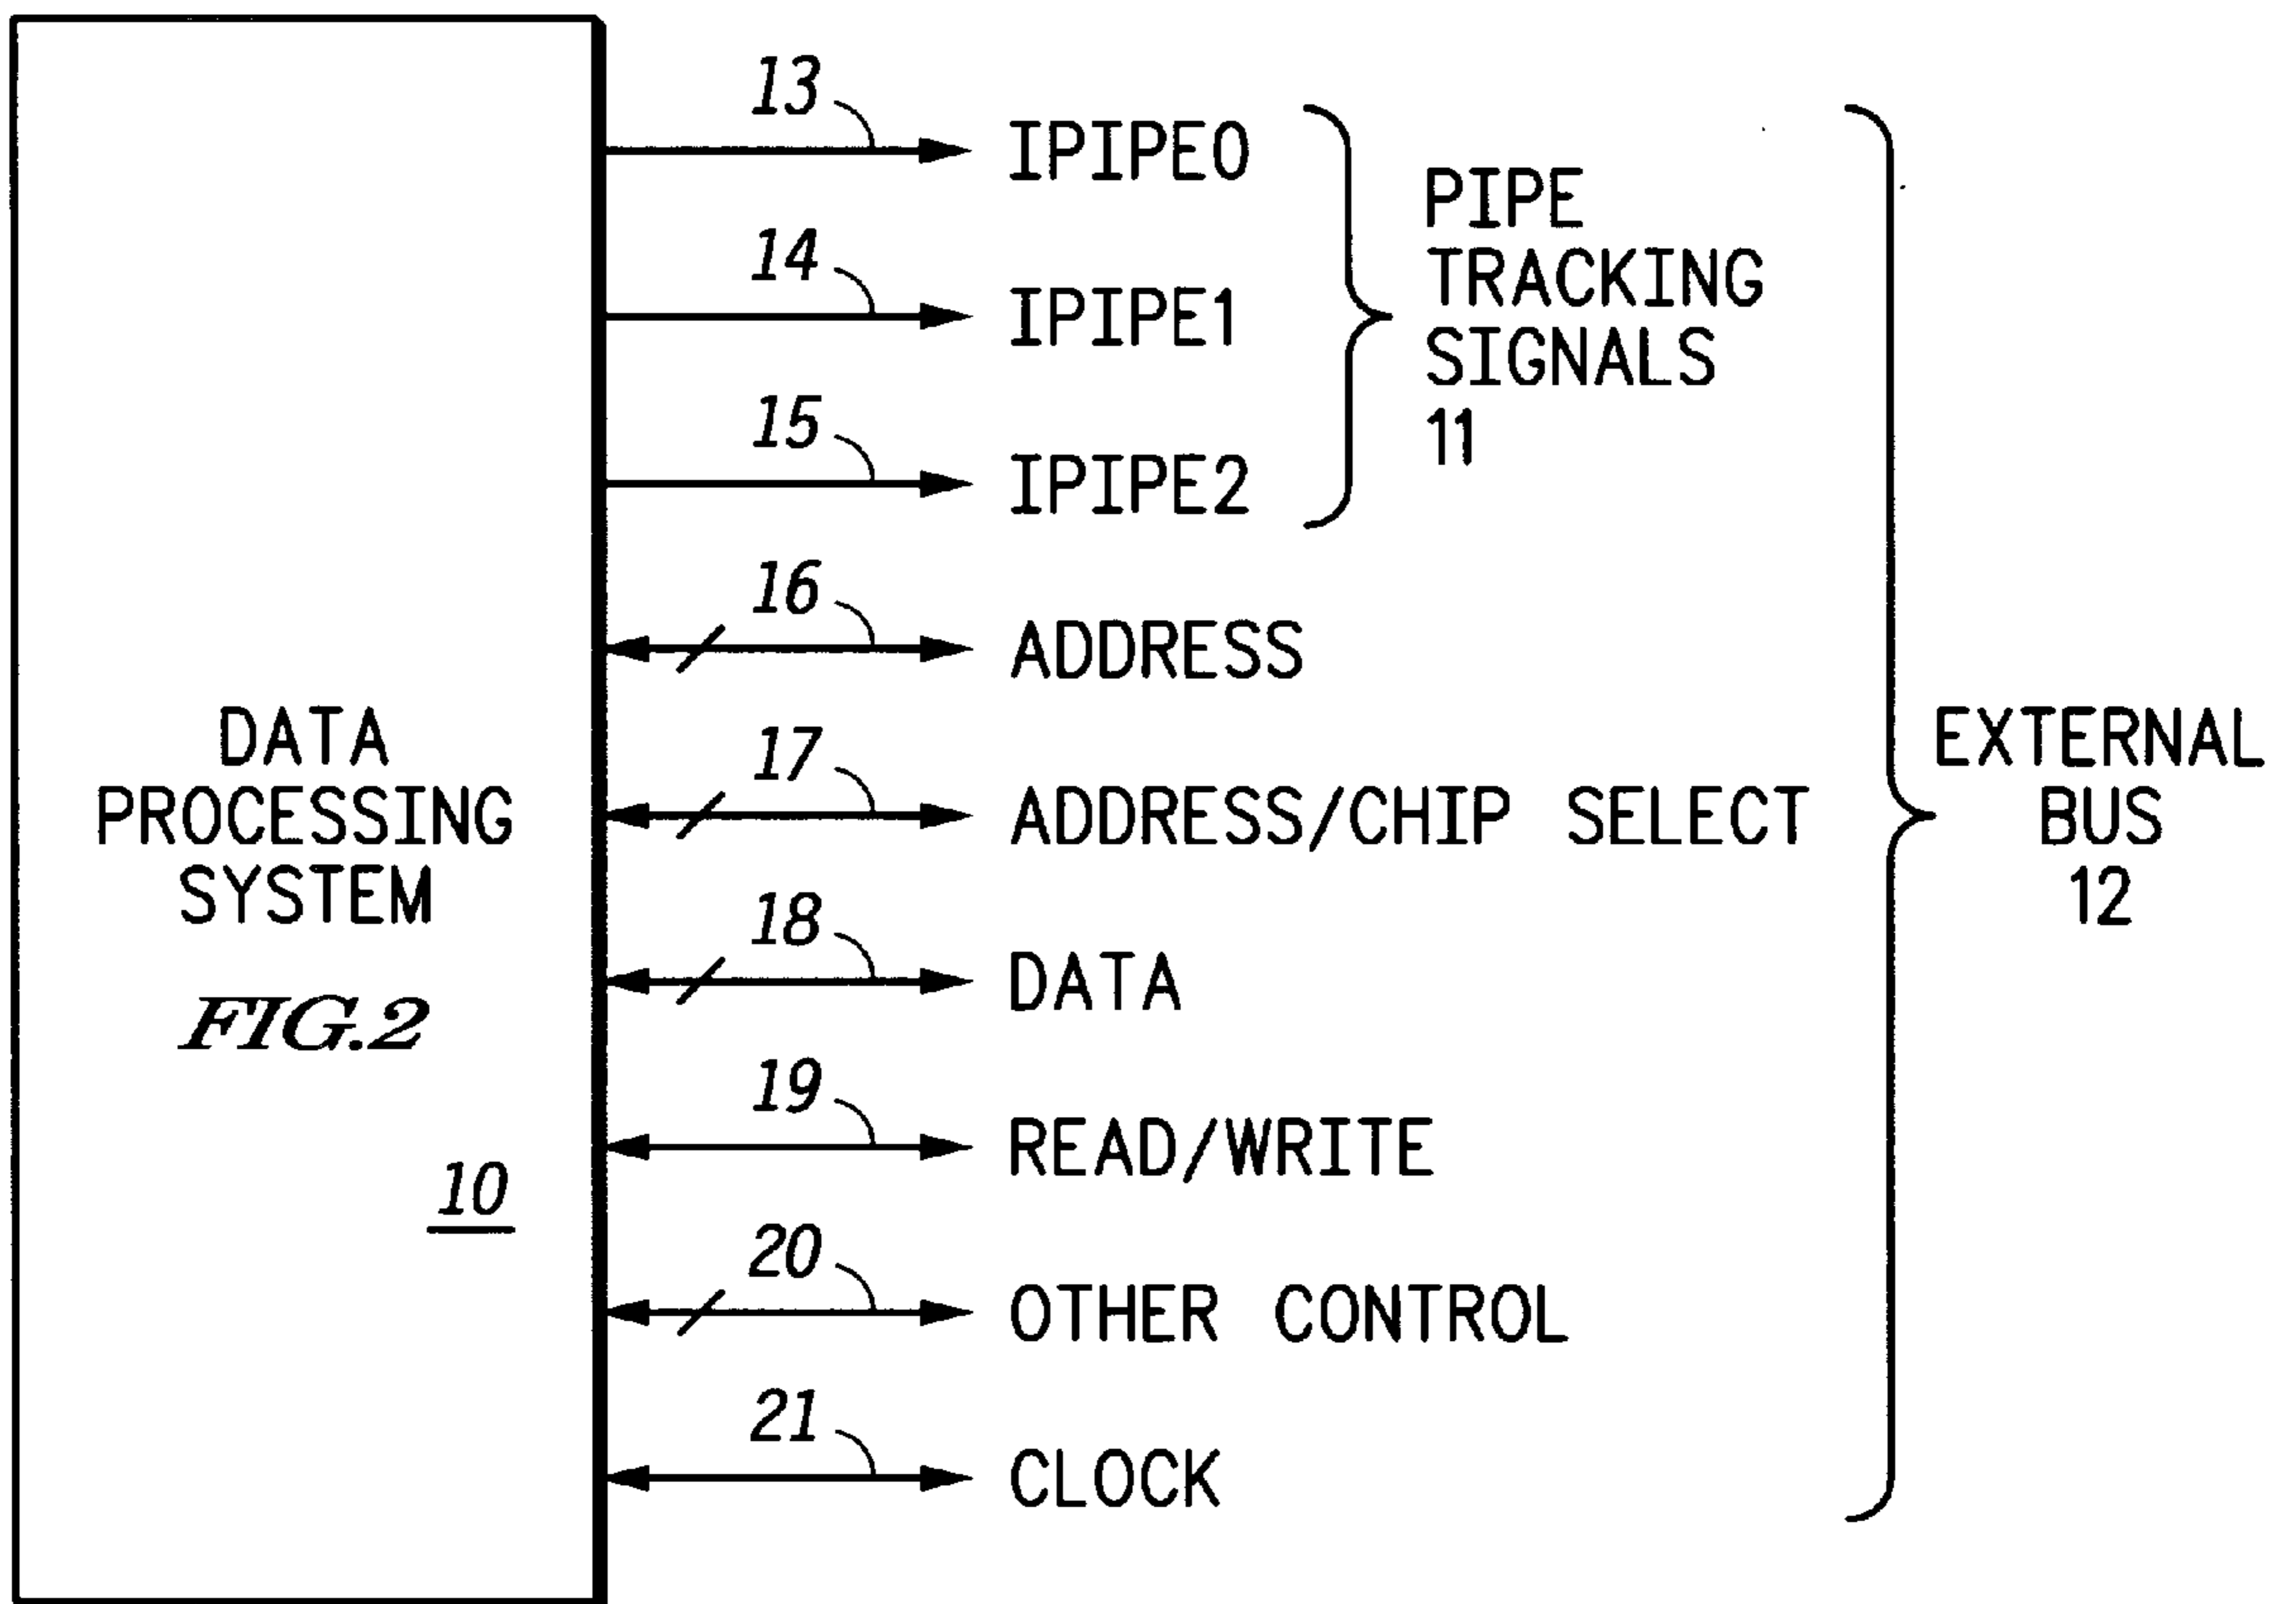 DATA
PROCESSING
SYSTEM
FIG.2
10
13
IPIPE0
14
IPIPE1
15
IPIPE2
PIPE
TRACKING
SIGNALS
11
16
ADDRESS
17
ADDRESS/CHIP SELECT
18
DATA
19
READ/WRITE
20
OTHER CONTROL
21
CLOCK
EXTERNAL
BUS
12